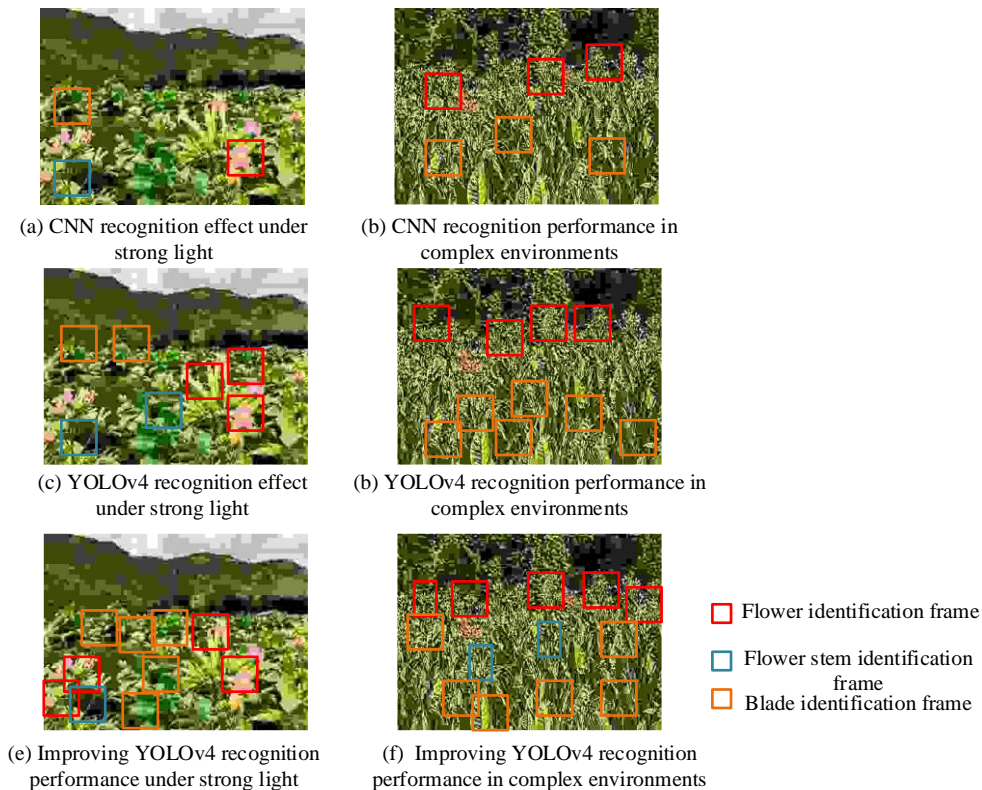 (a) CNN recognition effect under
strong light
(b) CNN recognition performance in
complex environments
(c) YOLOv4 recognition effect
under strong light
(b) YOLOv4 recognition performance in
complex environments
Flower identification frame
Flower stem identification
frame
Blade identification frame
(e) Improving YOLOv4 recognition
performance under strong light
(f) Improving YOLOv4 recognition
performance in complex environments